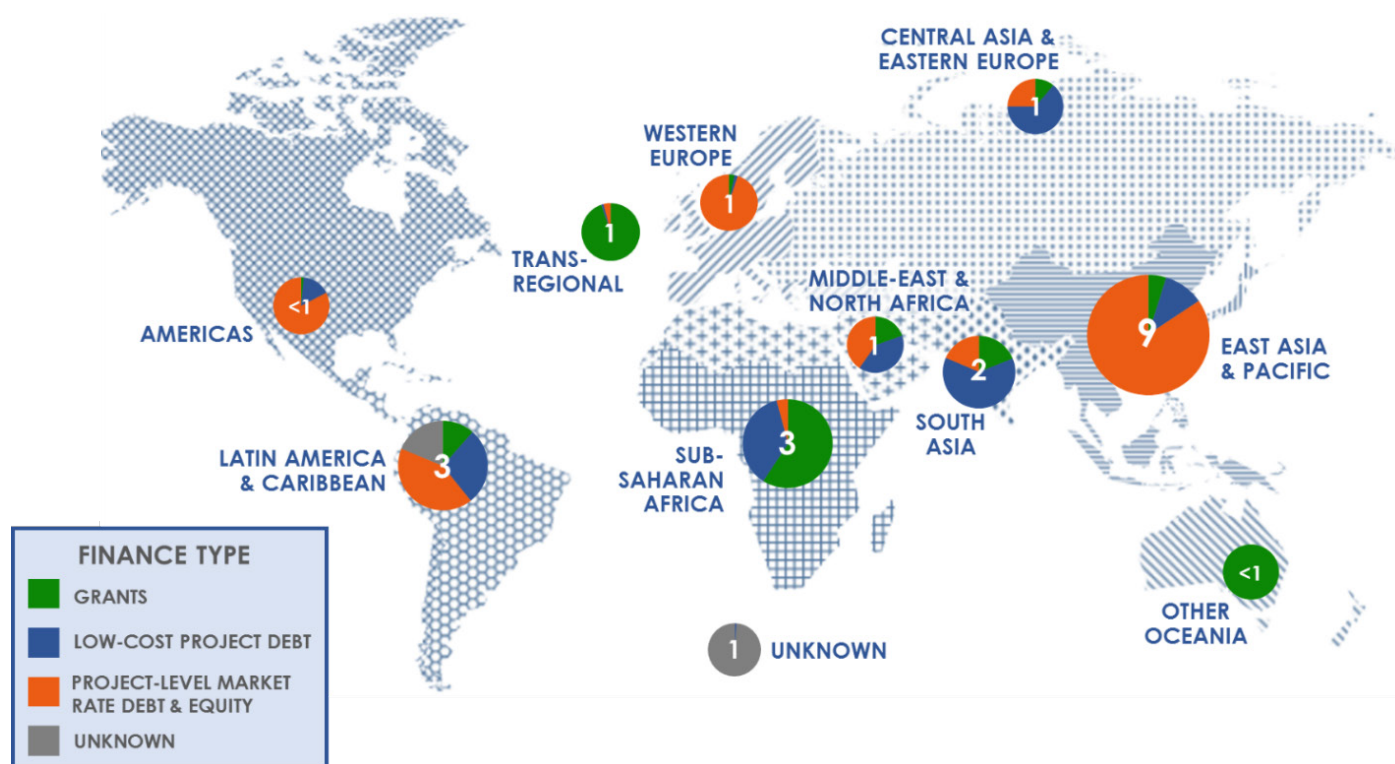 CENTRAL ASIA &
EASTERN EUROPE
1
WESTERN
EUROPE
1
TRANS-
REGIONAL
1
AMERICAS
<1
MIDDLE-EAST &
NORTH AFRICA
1
SOUTH
ASIA
2
EAST ASIA
& PACIFIC
9
LATIN AMERICA
& CARIBBEAN
3
SUB-
SAHARAN
AFRICA
3
OTHER
OCEANIA
<1
1
UNKNOWN
FINANCE TYPE
GRANTS
LOW-COST PROJECT DEBT
PROJECT-LEVEL MARKET
RATE DEBT & EQUITY
UNKNOWN